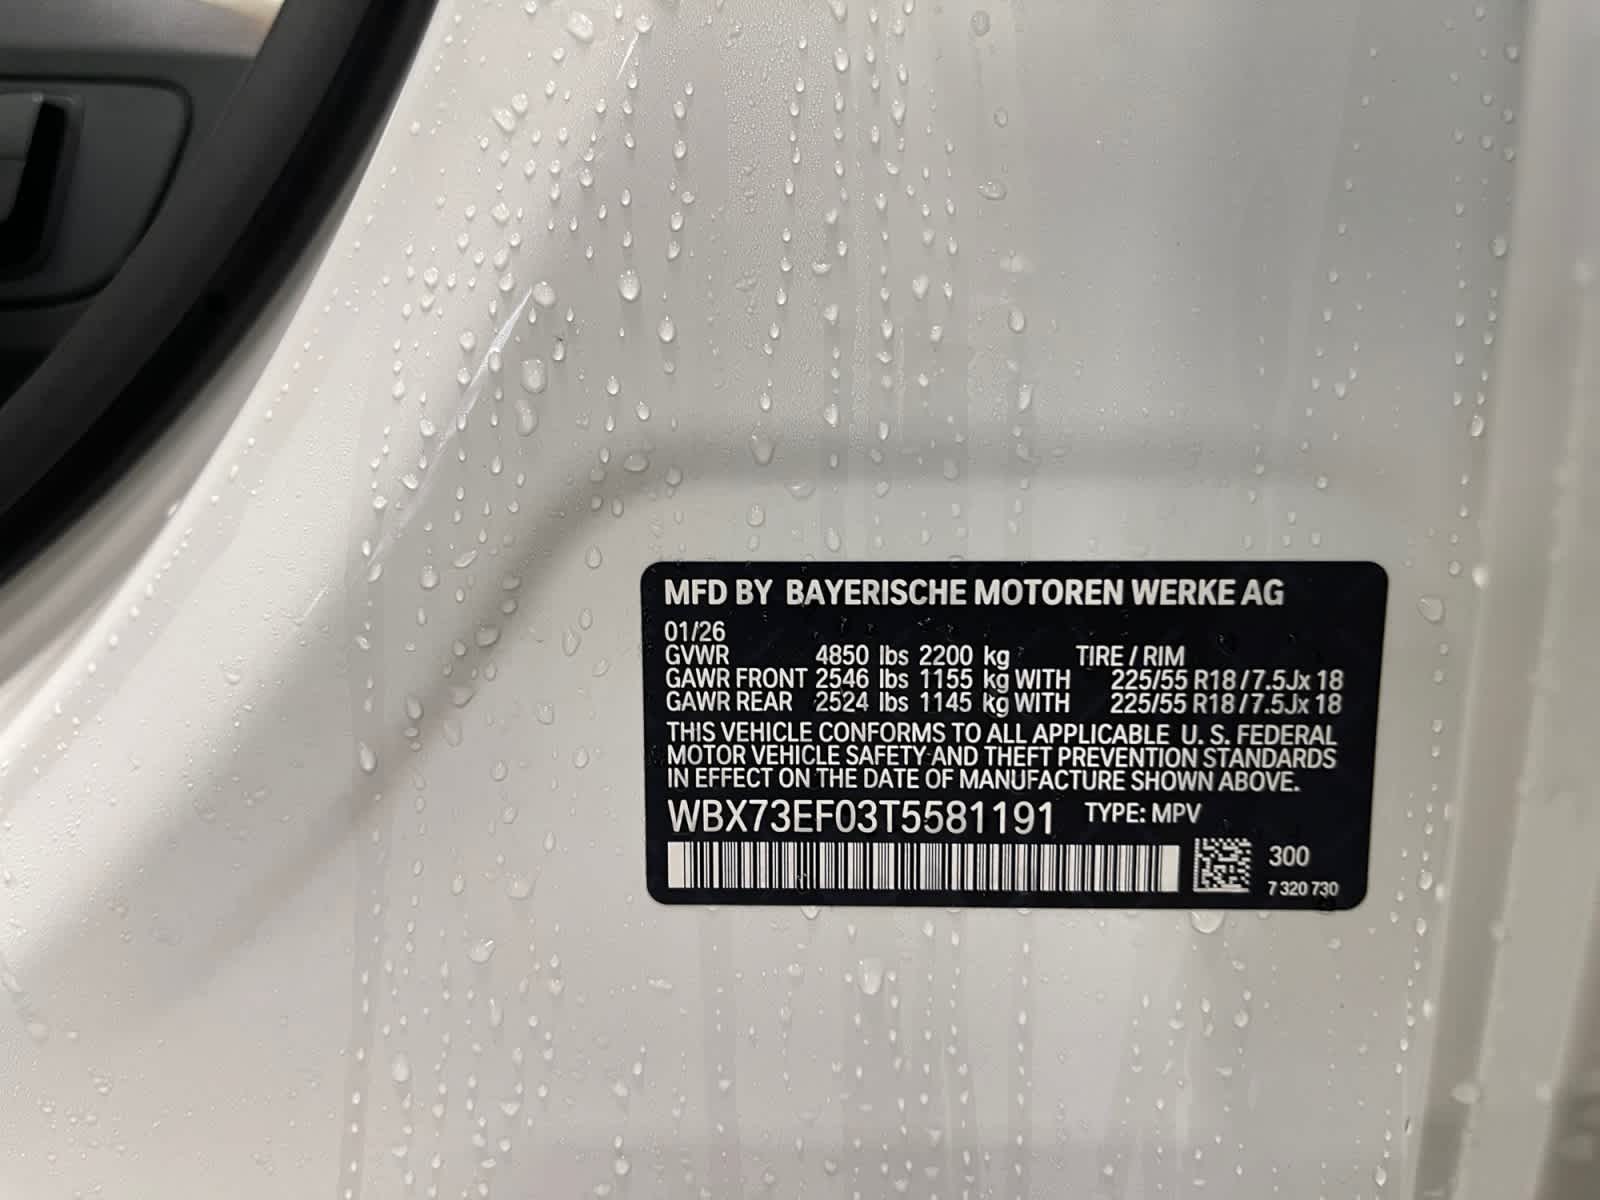 MFD BY BAYERISCHE MOTOREN WERKE AG
01/26
GVWR 4850 lbs 2200 kg TIRE / RIM
GAWR FRONT 2546 lbs 1155 kg WITH 225/55 R18 / 7.5Jx 18
GAWR REAR 2524 lbs 1145 kg WITH 225/55 R18 / 7.5Jx 18
THIS VEHICLE CONFORMS TO ALL APPLICABLE U. S. FEDERAL
MOTOR VEHICLE SAFETY AND THEFT PREVENTION STANDARDS
IN EFFECT ON THE DATE OF MANUFACTURE SHOWN ABOVE.
WBX73EF03T5581191 TYPE: MPV
300
7 320 730